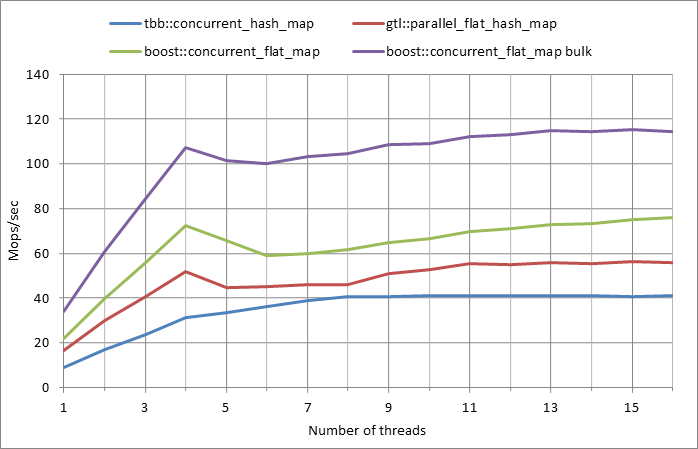 tbb::concurrent_hash_map gtl::parallel_flat_hash_map
boost::concurrent_flat_map boost::concurrent_flat_map bulk
140
120
100
80
60
40
20
0
Mops/sec
1 3 5 7 9 11 13 15
Number of threads